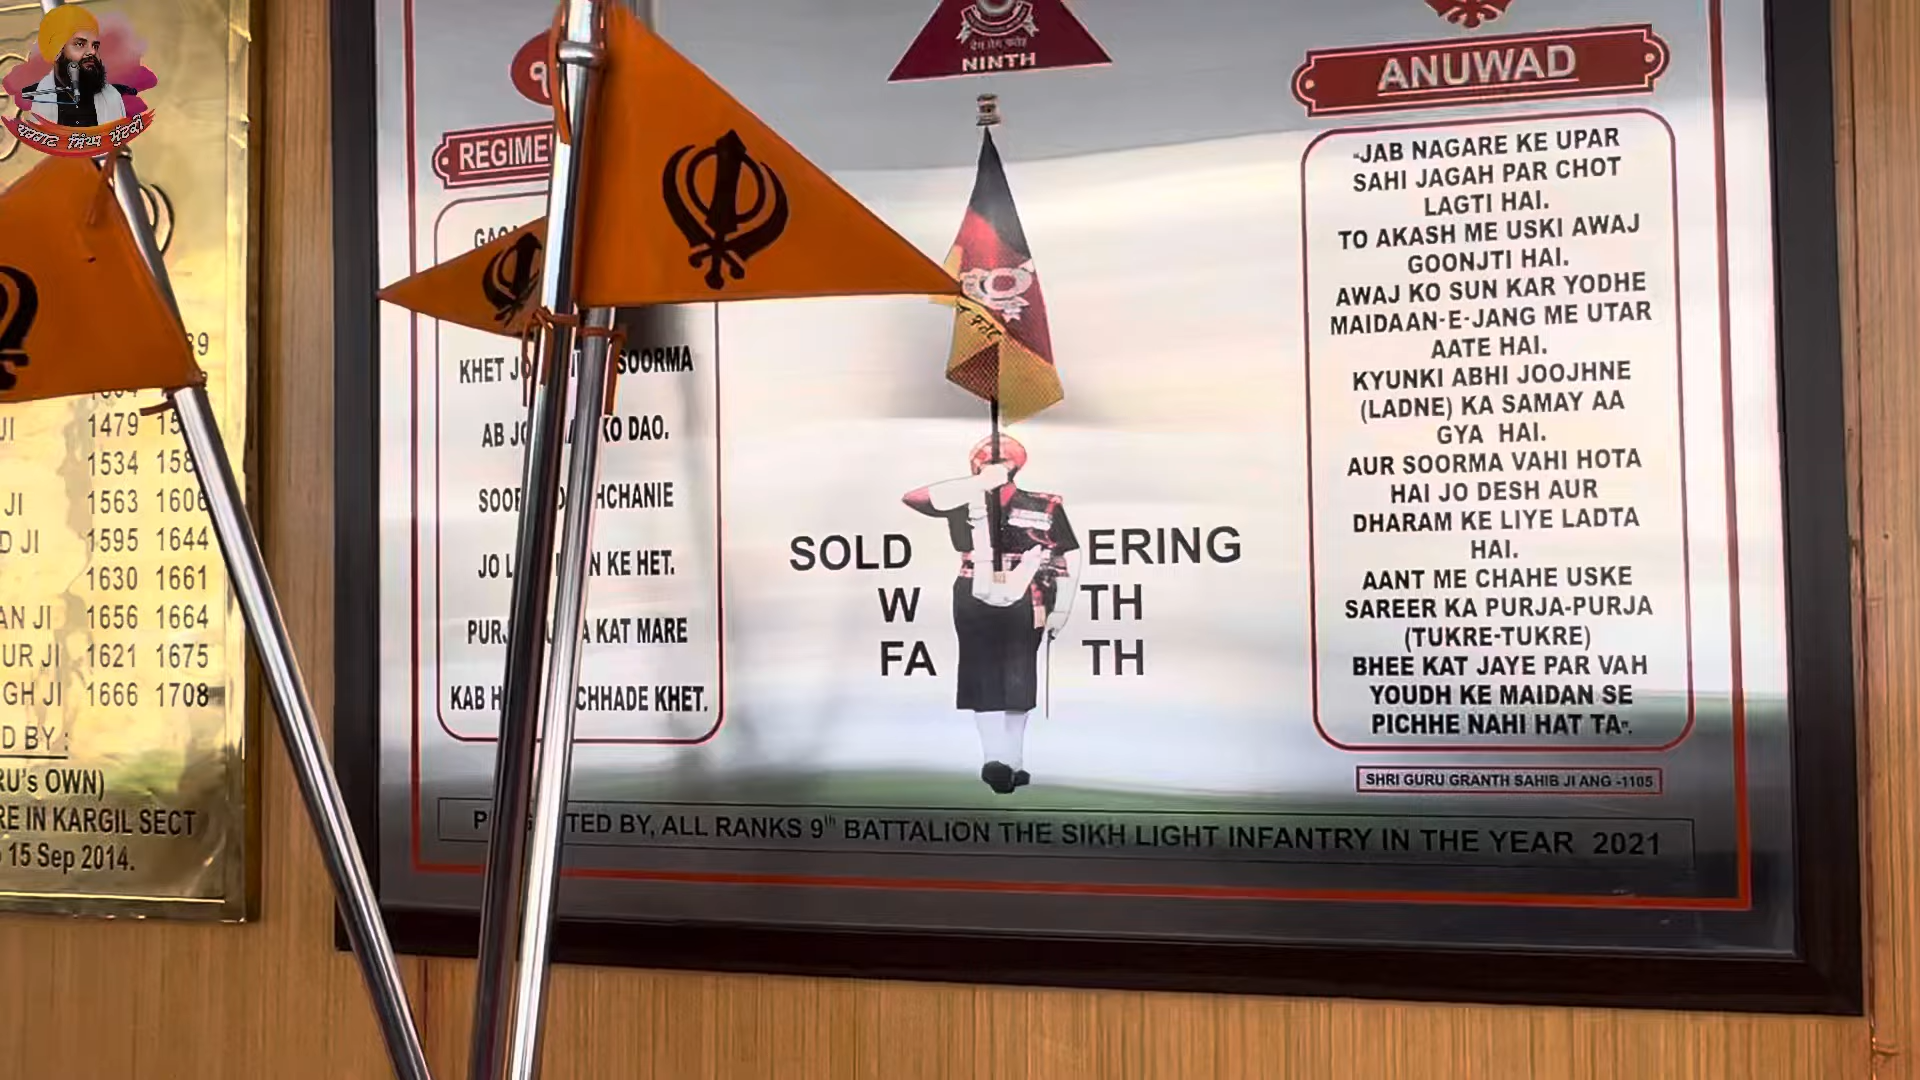 ਪਰਗਟ ਸਿੰਘ ਮੁੱਦਕੀ
JI 1479
1534
JI 1563 1606
D JI 1595 1644
1630 1661
AN JI 1656 1664
UR JI 1621 1675
GH JI 1666 1708
D BY :
RU's OWN)
RE IN KARGIL SECT
15 Sep 2014.
KHET SOORMA
AB KO DAO.
HCHANIE
JO KE HET.
KAT MARE
KAB CHHADE KHET.
NINTH
SOLD ERING
W TH
FA TH
ANUWAD
"JAB NAGARE KE UPAR
SAHI JAGAH PAR CHOT
LAGTI HAI.
TO AKASH ME USKI AWAJ
GOONJTI HAI.
AWAJ KO SUN KAR YODHE
MAIDAAN-E-JANG ME UTAR
AATE HAI.
KYUNKI ABHI JOOJHNE
(LADNE) KA SAMAY AA
GYA HAI.
AUR SOORMA VAHI HOTA
HAI JO DESH AUR
DHARAM KE LIYE LADTA
HAI.
AANT ME CHAHE USKE
SAREER KA PURJA-PURJA
(TUKRE-TUKRE)
BHEE KAT JAYE PAR VAH
YOUDH KE MAIDAN SE
PICHHE NAHI HAT TA".
SHRI GURU GRANTH SAHIB JI ANG -1105
TED BY, ALL RANKS 9th BATTALION THE SIKH LIGHT INFANTRY IN THE YEAR 2021